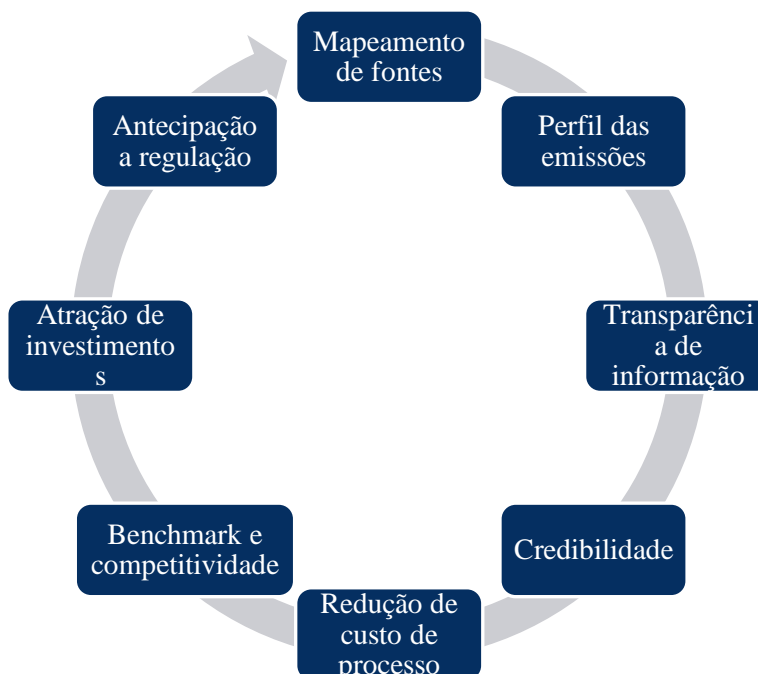 Mapeamento
de fontes
Perfil das
emissões
Transparênci
a de
informação
Credibilidade
Redução de
custo de
processo
Benchmark e
competitividade
Atração de
investimento
s
Antecipação
a regulação